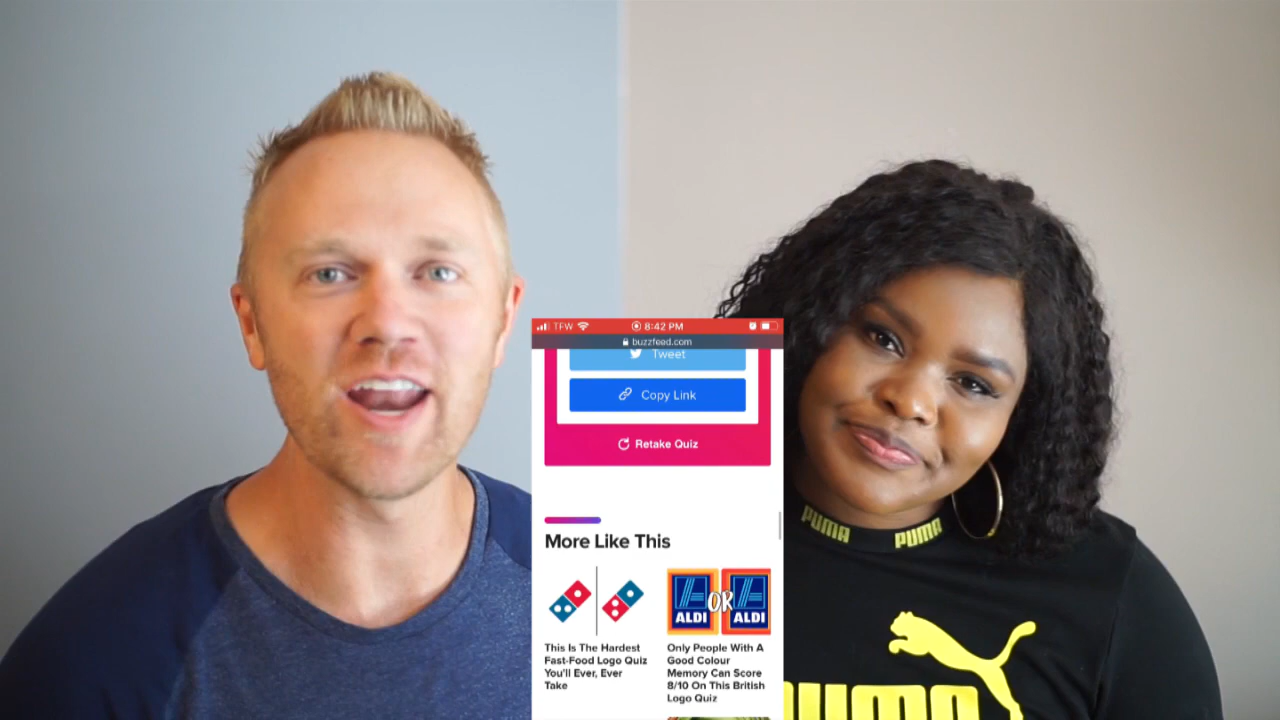 TFW 8:42 PM
buzzfeed.com
Tweet
Copy Link
Retake Quiz
More Like This
ALDI OR ALDI
This Is The Hardest
Fast-Food Logo Quiz
You'll Ever, Ever
Take
Only People With A
Good Colour
Memory Can Score
8/10 On This British
Logo Quiz
PUMA PUMA
PUMA